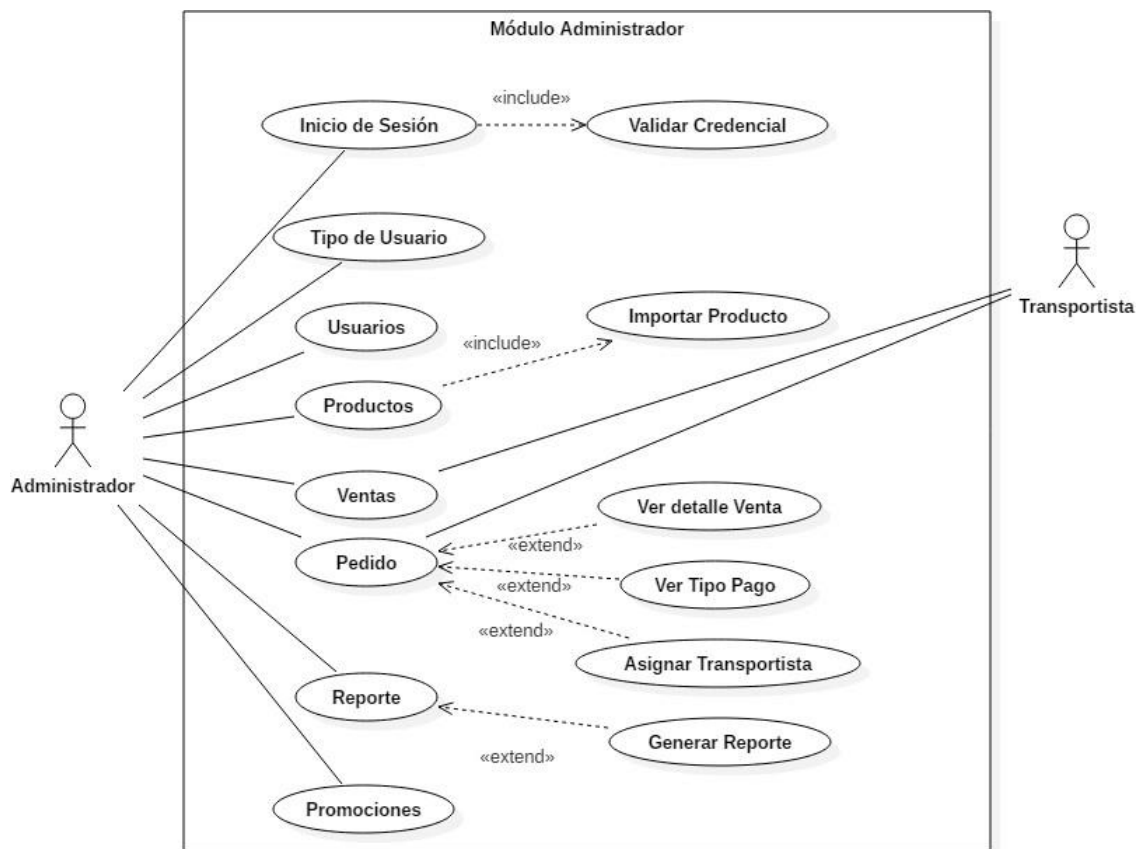 Módulo Administrador
«include»
Inicio de Sesión
Validar Credencial
Tipo de Usuario
Transportista
Importar Producto
Usuarios
«include»
Productos
Administrador
Ventas
Ver detalle Venta
«extend»
Pedido
Ver Tipo Pago
«extend»
«extend»
Asignar Transportista
Reporte
Generar Reporte
«extend»
Promociones